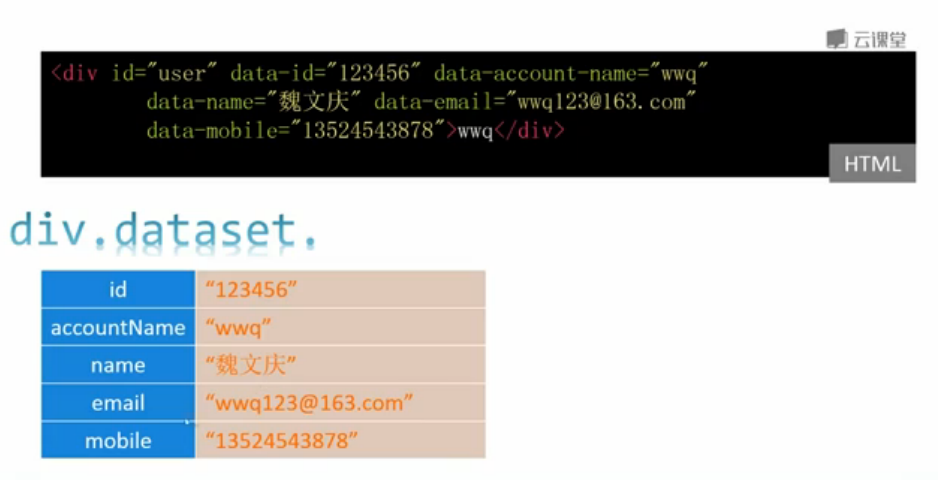 云课堂
<div id="user" data-id="123456" data-account-name="wwq"
data-name="魏文庆" data-email="wwq123@163.com"
data-mobile="13524543878">wwq</div>
HTML
div.dataset.
id "123456"
accountName "wwq"
name "魏文庆"
email "wwq123@163.com"
mobile "13524543878"